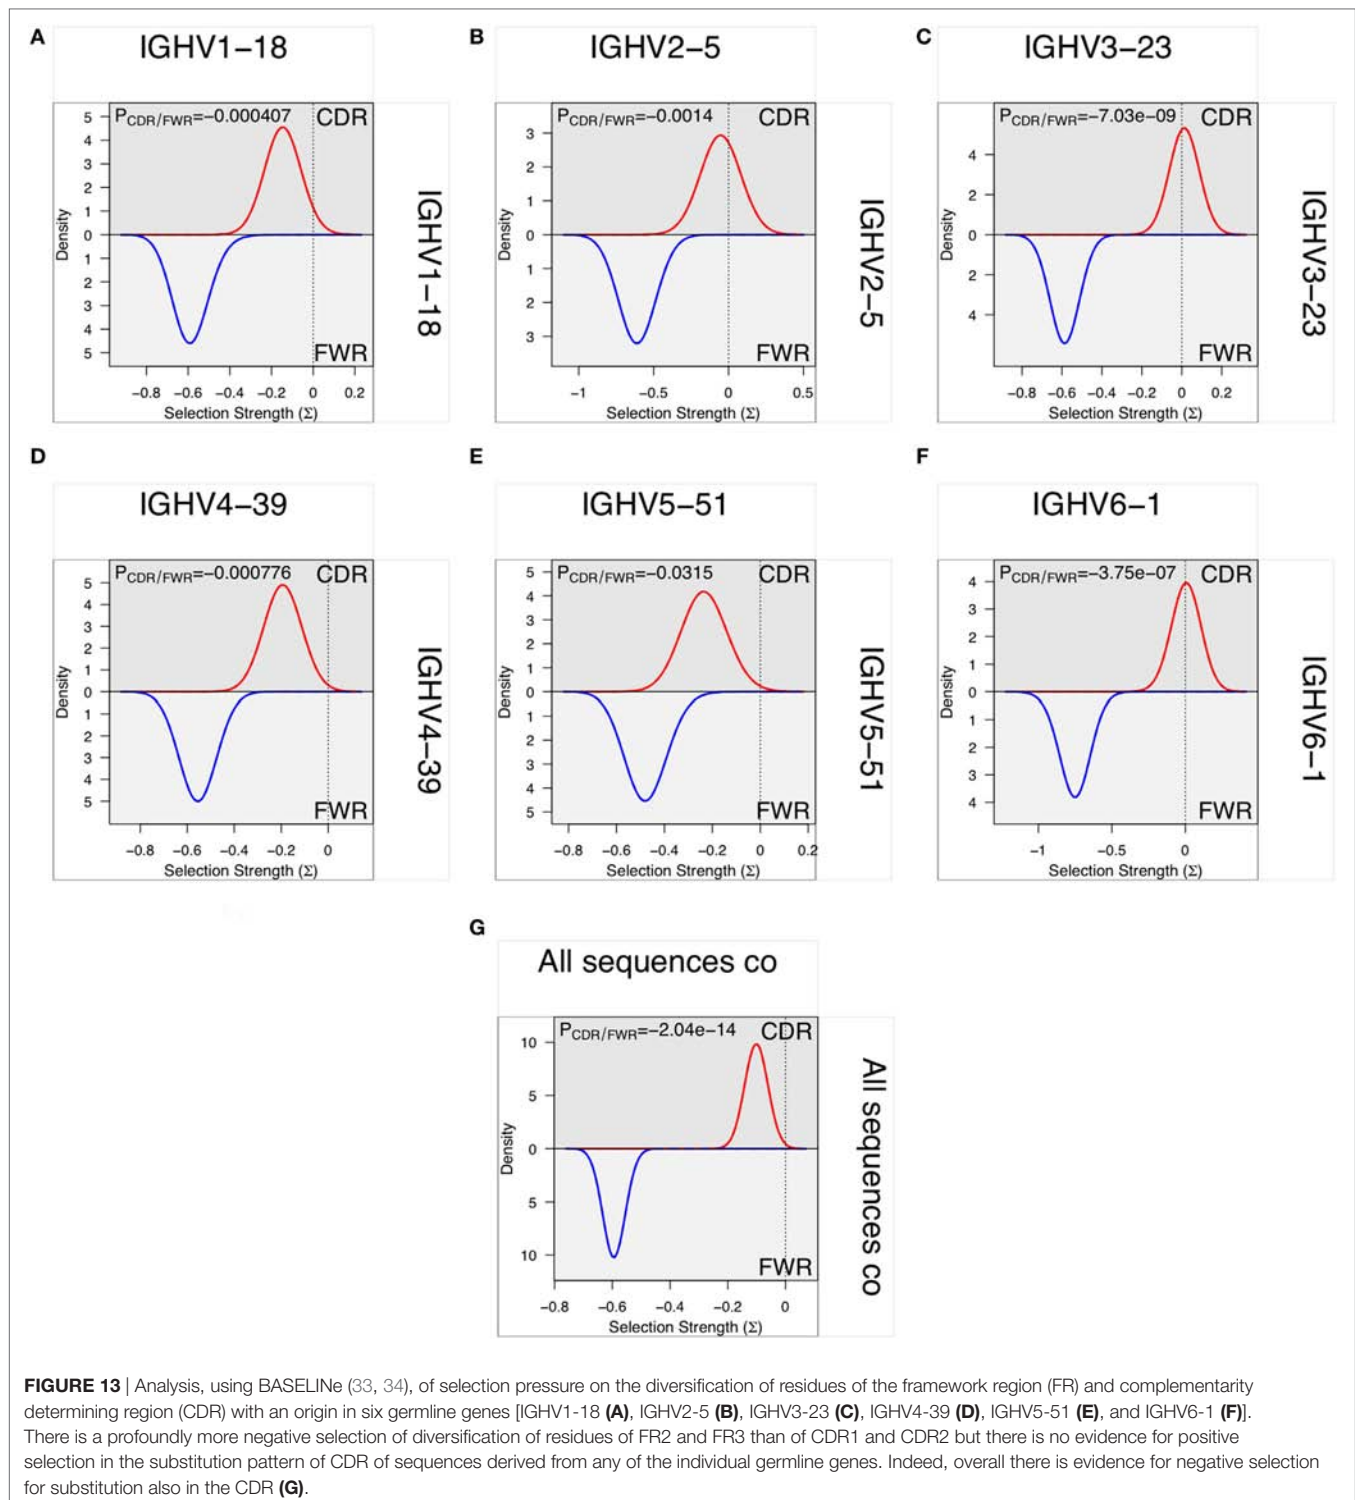 A
IGHV1−18
5
4
3
2
1
0
1
2
3
4
5
Density
PCDR/FWR=−0.000407
CDR
FWR
−0.8 −0.6 −0.4 −0.2 0 0.2
Selection Strength (Σ)
IGHV1−18
B
IGHV2−5
3
2
1
0
1
2
3
Density
PCDR/FWR=−0.0014
CDR
FWR
−1 −0.5 0 0.5
Selection Strength (Σ)
IGHV2−5
C
IGHV3−23
4
2
0
2
4
Density
PCDR/FWR=−7.03e−09
CDR
FWR
−0.8 −0.6 −0.4 −0.2 0 0.2
Selection Strength (Σ)
IGHV3−23
D
IGHV4−39
5
4
3
2
1
0
1
2
3
4
5
Density
PCDR/FWR=−0.000776
CDR
FWR
−0.8 −0.6 −0.4 −0.2 0
Selection Strength (Σ)
IGHV4−39
E
IGHV5−51
5
4
3
2
1
0
1
2
3
4
5
Density
PCDR/FWR=−0.0315
CDR
FWR
−0.8 −0.6 −0.4 −0.2 0 0.2
Selection Strength (Σ)
IGHV5−51
F
IGHV6−1
4
3
2
1
0
1
2
3
4
Density
PCDR/FWR=−3.75e−07
CDR
FWR
−1 −0.5 0
Selection Strength (Σ)
IGHV6−1
G
All sequences co
10
5
0
5
10
Density
PCDR/FWR=−2.04e−14
CDR
FWR
−0.8 −0.6 −0.4 −0.2 0
Selection Strength (Σ)
All sequences co
FIGURE 13 | Analysis, using BASELINe (33, 34), of selection pressure on the diversification of residues of the framework region (FR) and complementarity
determining region (CDR) with an origin in six germline genes [IGHV1-18 (A), IGHV2-5 (B), IGHV3-23 (C), IGHV4-39 (D), IGHV5-51 (E), and IGHV6-1 (F)].
There is a profoundly more negative selection of diversification of residues of FR2 and FR3 than of CDR1 and CDR2 but there is no evidence for positive
selection in the substitution pattern of CDR of sequences derived from any of the individual germline genes. Indeed, overall there is evidence for negative selection
for substitution also in the CDR (G).